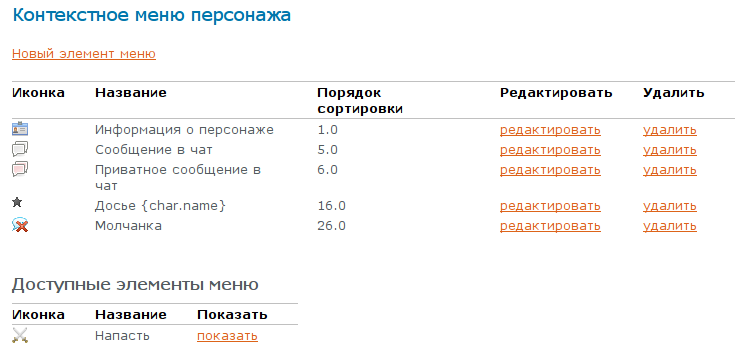 Контекстное меню персонажа
Новый элемент меню
Иконка Название Порядок сортировки Редактировать Удалить
Информация о персонаже 1.0 редактировать удалить
Сообщение в чат 5.0 редактировать удалить
Приватное сообщение в чат 6.0 редактировать удалить
Досье {char.name} 16.0 редактировать удалить
Молчанка 26.0 редактировать удалить
Доступные элементы меню
Иконка Название Показать
Напасть показать